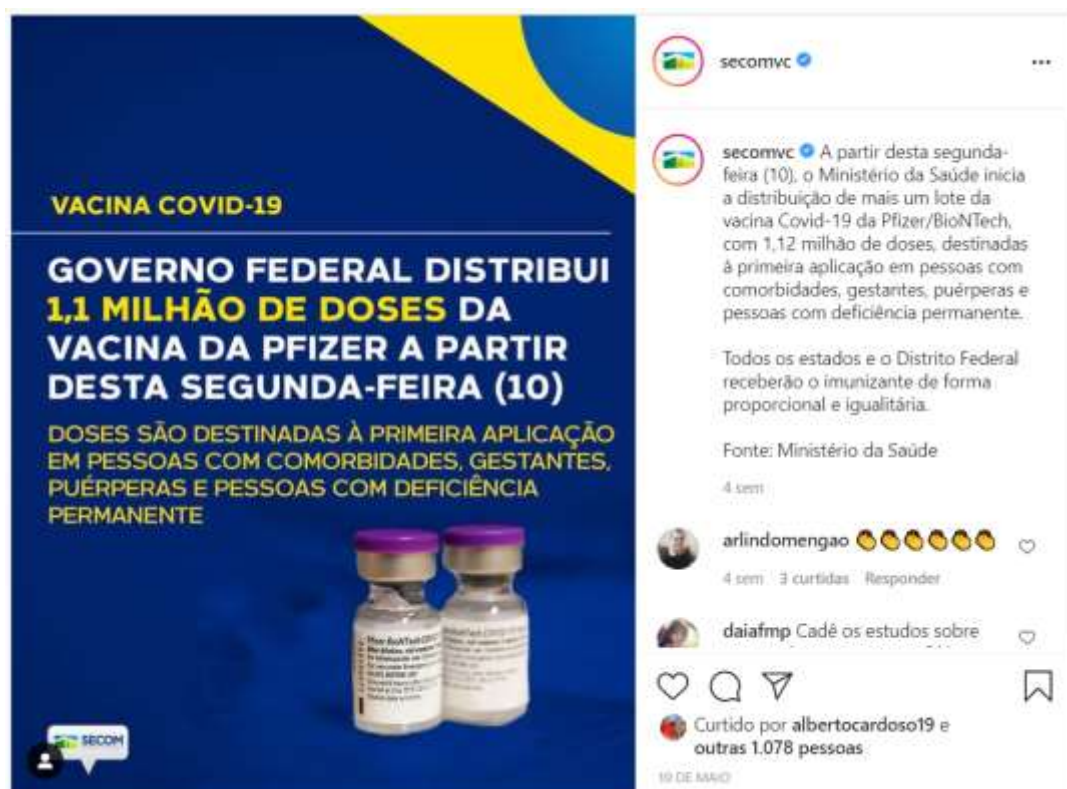 VACINA COVID-19
GOVERNO FEDERAL DISTRIBUI
1,1 MILHÃO DE DOSES DA
VACINA DA PFIZER A PARTIR
DESTA SEGUNDA-FEIRA (10)
DOSES SÃO DESTINADAS À PRIMEIRA APLICAÇÃO
EM PESSOAS COM COMORBIDADES, GESTANTES,
PUÉRPERAS E PESSOAS COM DEFICIÊNCIA
PERMANENTE
SECOM
secomvc
secomvc A partir desta segunda-
feira (10), o Ministério da Saúde inicia
a distribuição de mais um lote da
vacina Covid-19 da Pfizer/BioNTech,
com 1,12 milhão de doses, destinadas
à primeira aplicação em pessoas com
comorbidades, gestantes, puérperas e
pessoas com deficiência permanente.
Todos os estados e o Distrito Federal
receberão o imunizante de forma
proporcional e igualitária.
Fonte: Ministério da Saúde
4 sem
arlindomengao 👏👏👏👏👏👏
4 sem 3 curtidas Responder
daiafmp Cadê os estudos sobre
Curtido por albertocardoso19 e
outras 1.078 pessoas
19 DE MAIO